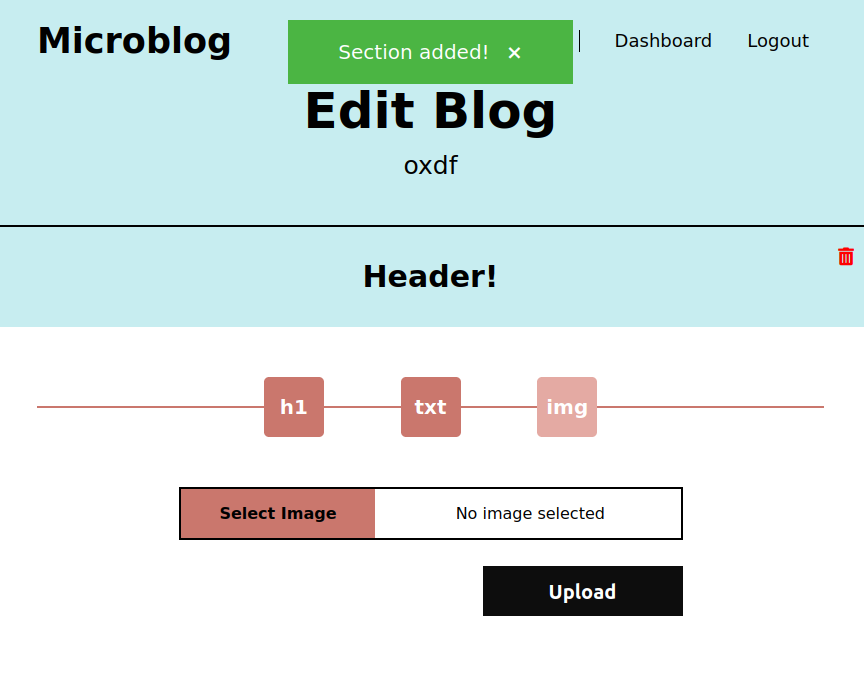 Microblog
Section added! ×
Dashboard Logout
Edit Blog
oxdf
Header!
h1 txt img
Select Image No image selected
Upload